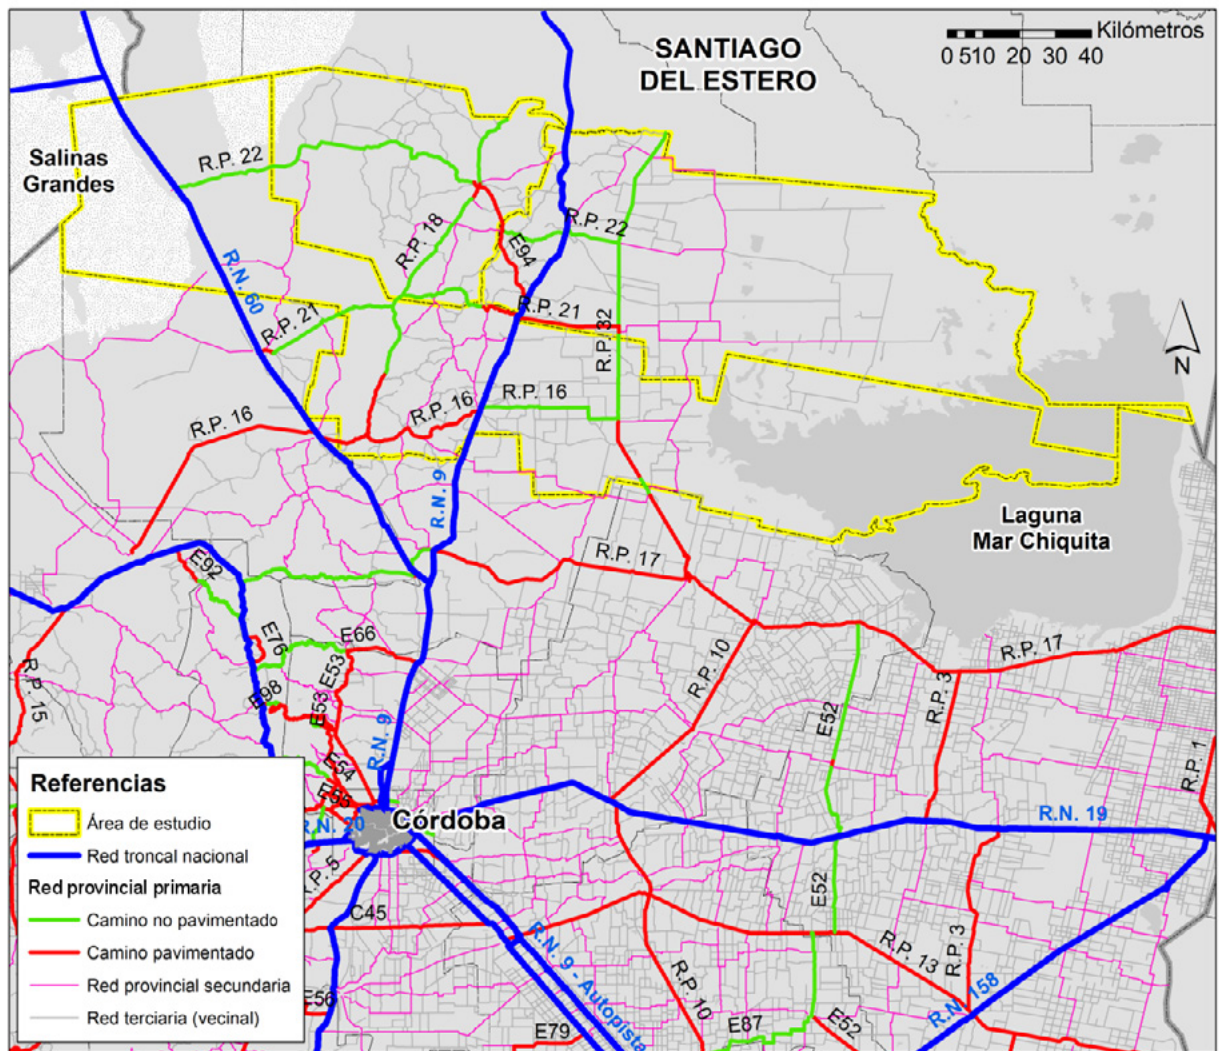 SANTIAGO
DEL ESTERO
Kilómetros
0 510 20 30 40
Salinas
Grandes
R.P. 22
R.P. 18
R.P. 22
E94
R.N. 60
R.P. 21
R.P. 21
R.P. 32
N
R.P. 16
R.P. 16
R.P. 16
R.N. 9
Laguna
Mar Chiquita
R.P. 17
E92
E76
E66
E53
E98
E53
R.P. 15
R.P. 10
R.P. 17
R.P. 3
E52
R.P. 1
R.N. 9
E54
E55
Córdoba
R.N. 20
R.N. 19
R.P. 5
C45
E52
R.P. 3
R.P. 13
R.N. 9 - Autopista
R.P. 10
R.N. 158
E56
E79
E87
E52
Referencias
Área de estudio
Red troncal nacional
Red provincial primaria
Camino no pavimentado
Camino pavimentado
Red provincial secundaria
Red terciaria (vecinal)